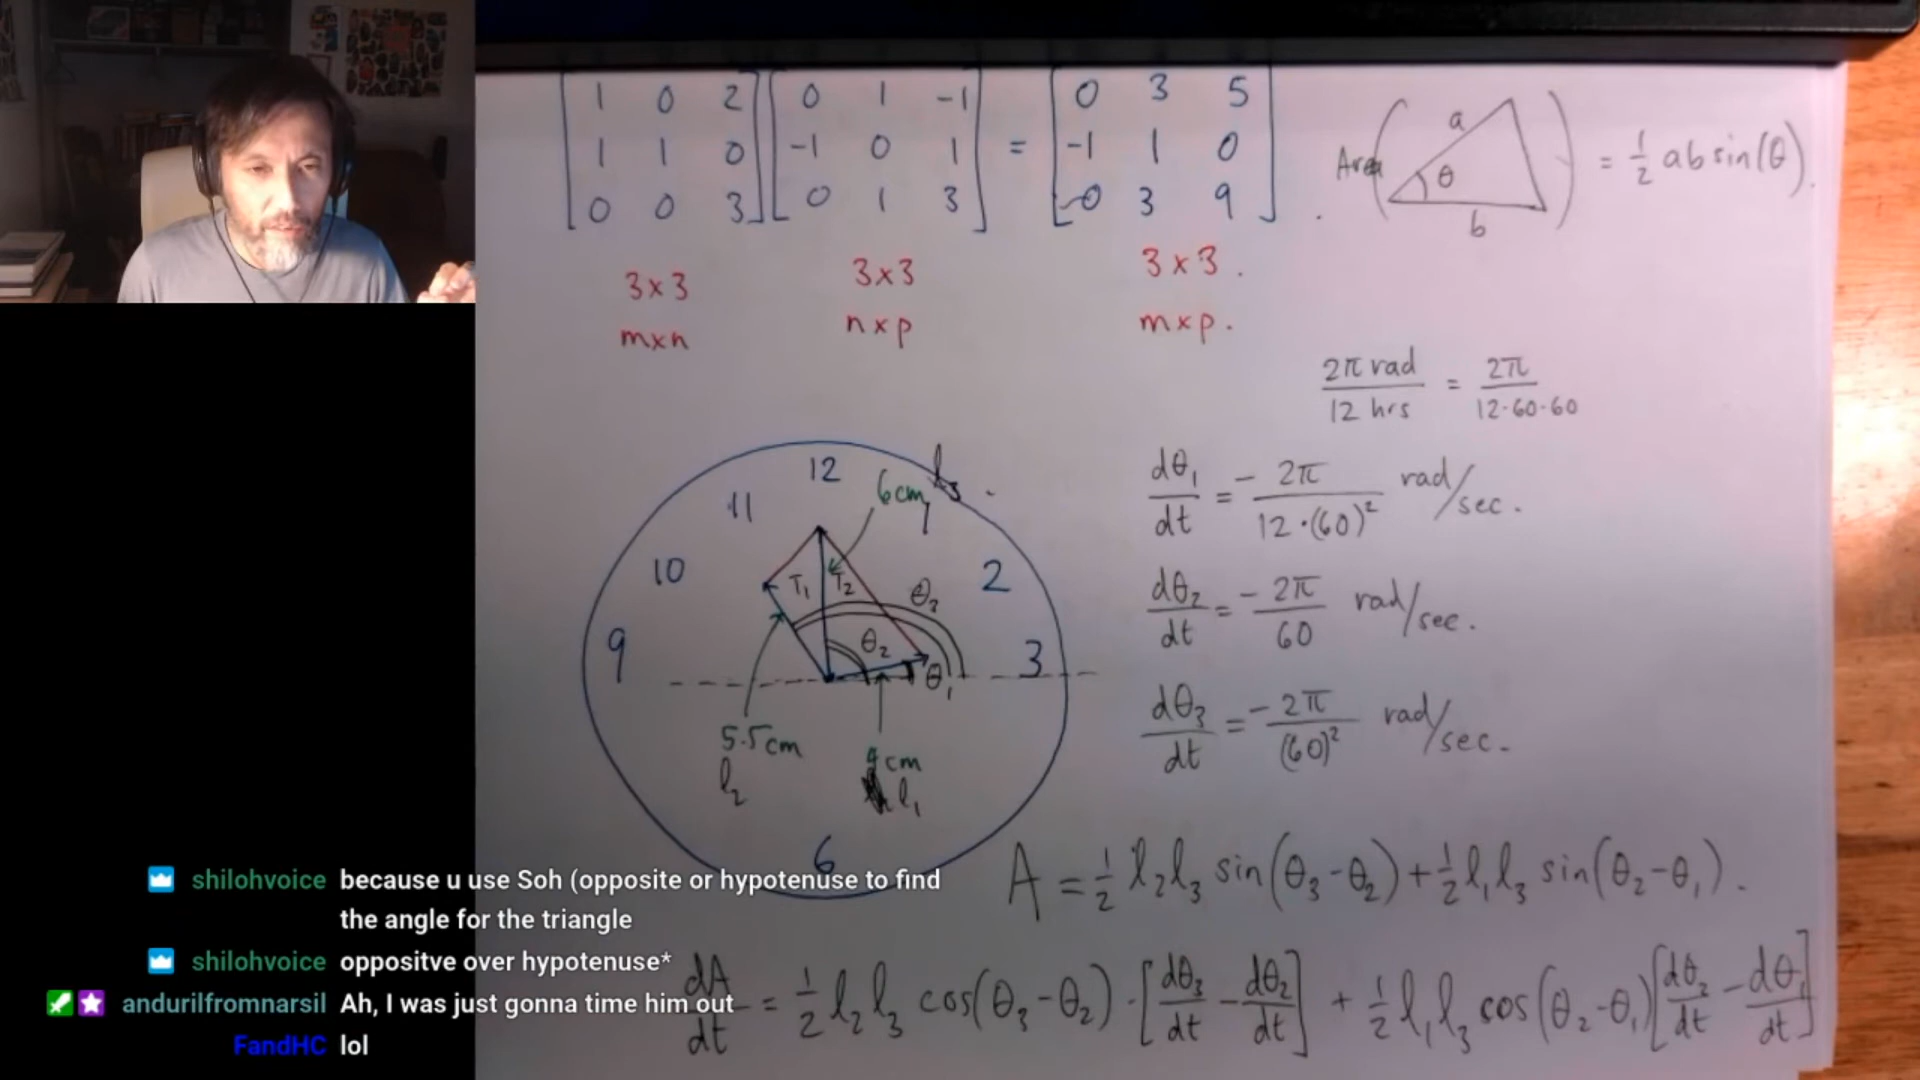 [1 0 2] [0 1 -1] = [0 3 5]
[1 1 0] [-1 0 1] = [-1 1 0]
[0 0 3] [0 1 3] [-0 3 9] .
Area ( a θ b ) = 1/2 ab sin(θ).
3 x 3 3 x 3 3 x 3 .
m x n n x p m x p .
2π rad / 12 hrs = 2π / 12·60·60
dθ₁/dt = - 2π / 12·(60)² rad/sec.
dθ₂/dt = - 2π / 60 rad/sec.
dθ₃/dt = - 2π / (60)² rad/sec.
12
11
10
9
2
3
6
6cm l₃ .
T₁ T₂
θ₃
θ₂
θ₁
5.5cm
l₂
4cm
l₁
A = 1/2 l₂l₃ sin(θ₃-θ₂) + 1/2 l₁l₃ sin(θ₂-θ₁).
dA/dt = 1/2 l₂l₃ cos(θ₃-θ₂) · [dθ₃/dt - dθ₂/dt] + 1/2 l₁l₃ cos(θ₂-θ₁) [dθ₂/dt - dθ₁/dt]
shilohvoice because u use Soh (opposite or hypotenuse to find
the angle for the triangle
shilohvoice oppositve over hypotenuse*
andurilfromnarsil Ah, I was just gonna time him out
FandHC lol